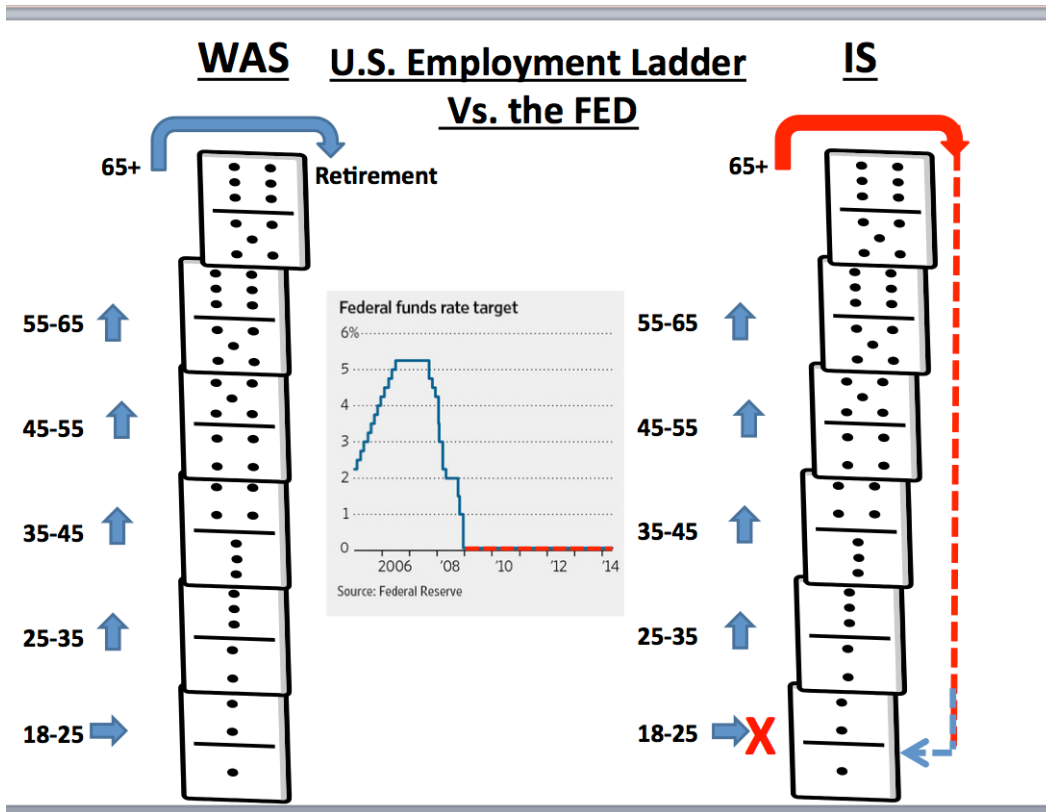 WAS
U.S. Employment Ladder
Vs. the FED
IS
65+
Retirement
55-65
45-55
35-45
25-35
18-25
Federal funds rate target
6%
5
4
3
2
1
0
2006 '08 '10 '12 '14
Source: Federal Reserve
65+
55-65
45-55
35-45
25-35
18-25
X